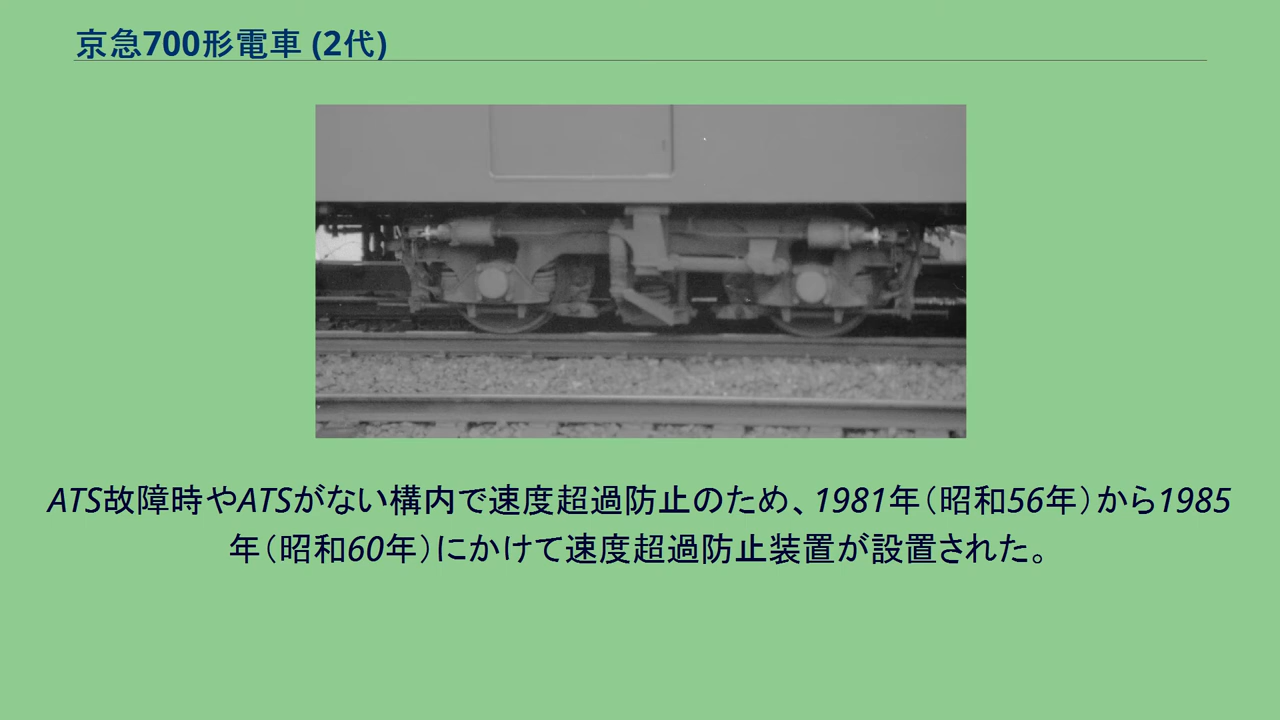 京急700形電車 (2代)
ATS故障時やATSがない構内で速度超過防止のため、1981年（昭和56年）から1985
年（昭和60年）にかけて速度超過防止装置が設置された。